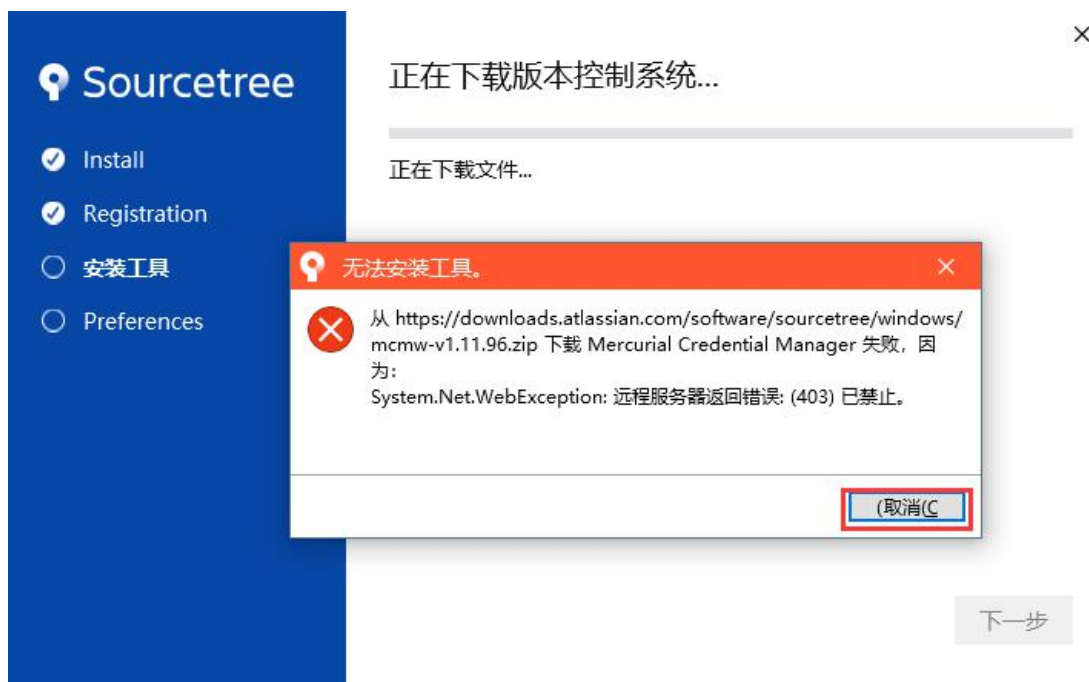 Sourcetree
Install
Registration
安装工具
Preferences
正在下载版本控制系统...
正在下载文件...
无法安装工具。
从 https://downloads.atlassian.com/software/sourcetree/windows/
mcmw-v1.11.96.zip 下载 Mercurial Credential Manager 失败，因
为：
System.Net.WebException: 远程服务器返回错误: (403) 已禁止。
(取消(C
下一步